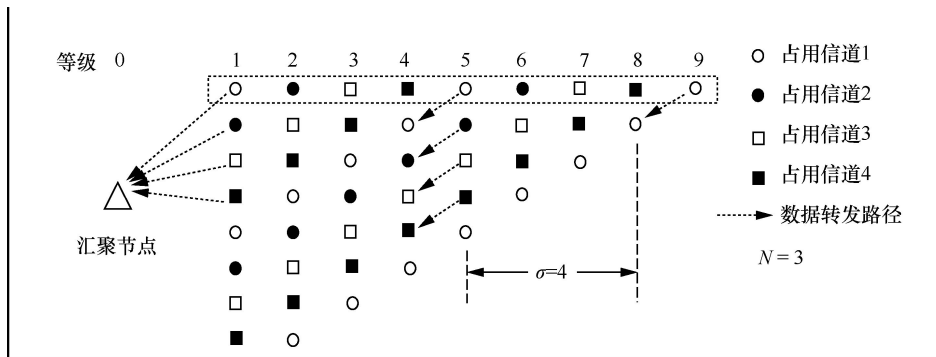 等级 0 1 2 3 4 5 6 7 8 9
占用信道1
占用信道2
占用信道3
占用信道4
数据转发路径
汇聚节点
N = 3
σ=4